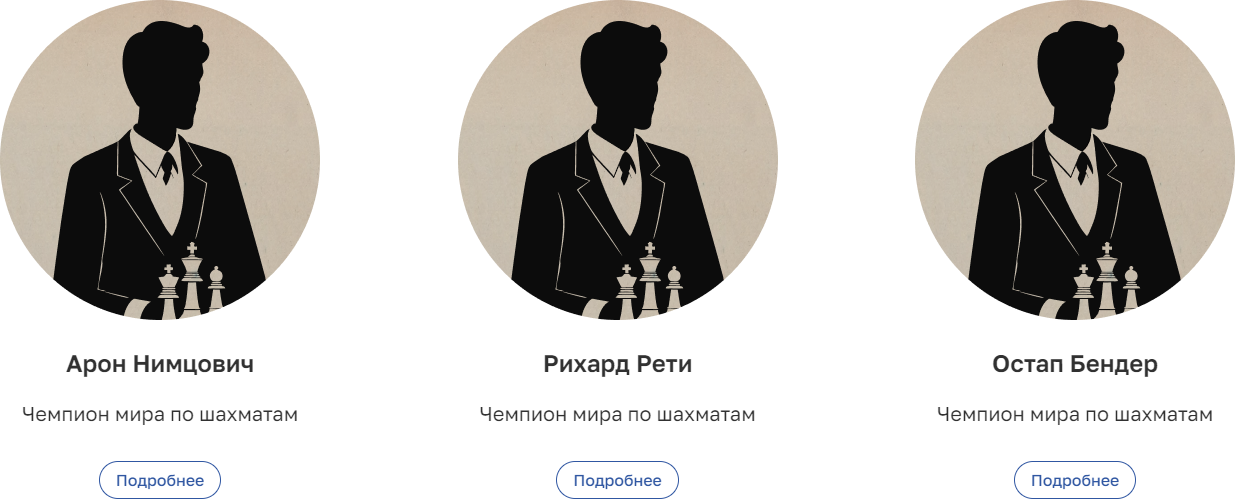 Арон Нимцович
Рихард Рети
Остап Бендер
Чемпион мира по шахматам
Чемпион мира по шахматам
Чемпион мира по шахматам
Подробнее
Подробнее
Подробнее